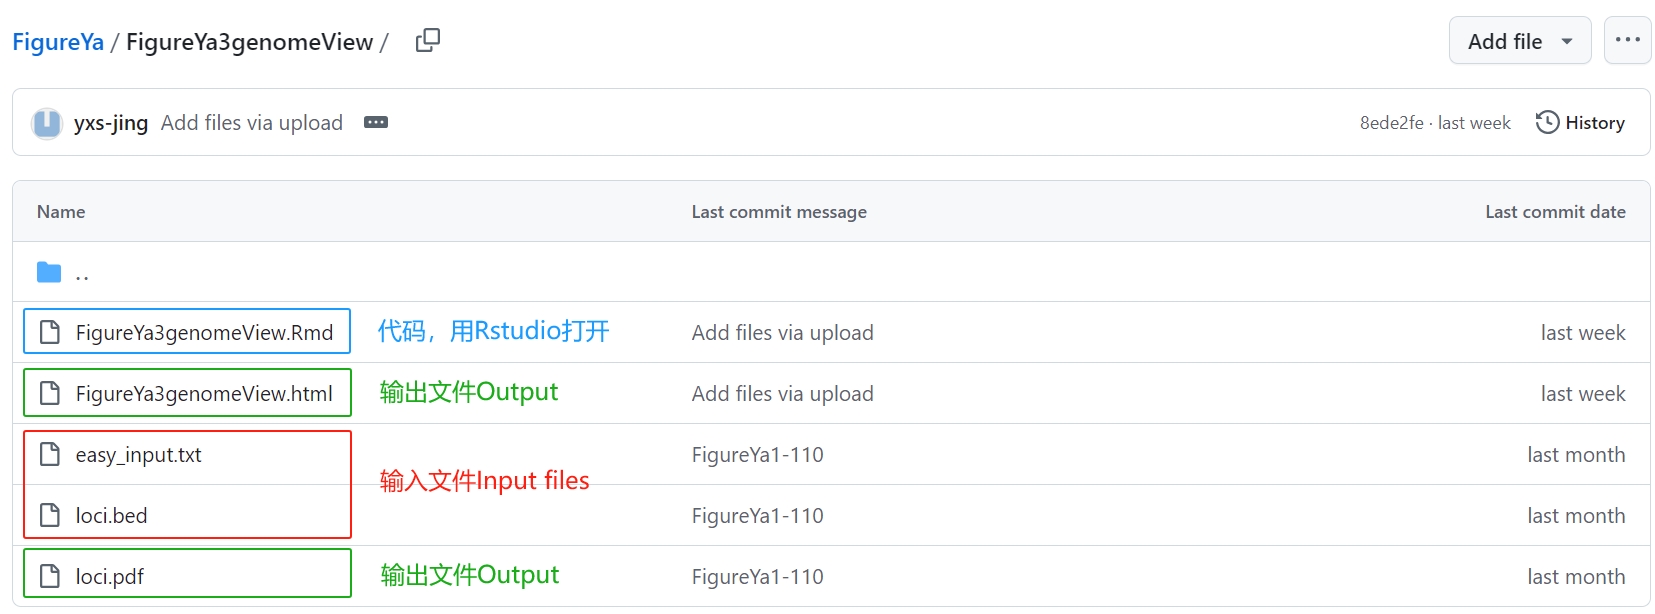 FigureYa / FigureYa3genomeView /
Add file
yxs-jing Add files via upload
8ede2fe · last week
History
Name
Last commit message
Last commit date
..
FigureYa3genomeView.Rmd
代码，用Rstudio打开
Add files via upload
last week
FigureYa3genomeView.html
输出文件Output
Add files via upload
last week
easy_input.txt
FigureYa1-110
last month
输入文件Input files
loci.bed
FigureYa1-110
last month
loci.pdf
输出文件Output
FigureYa1-110
last month